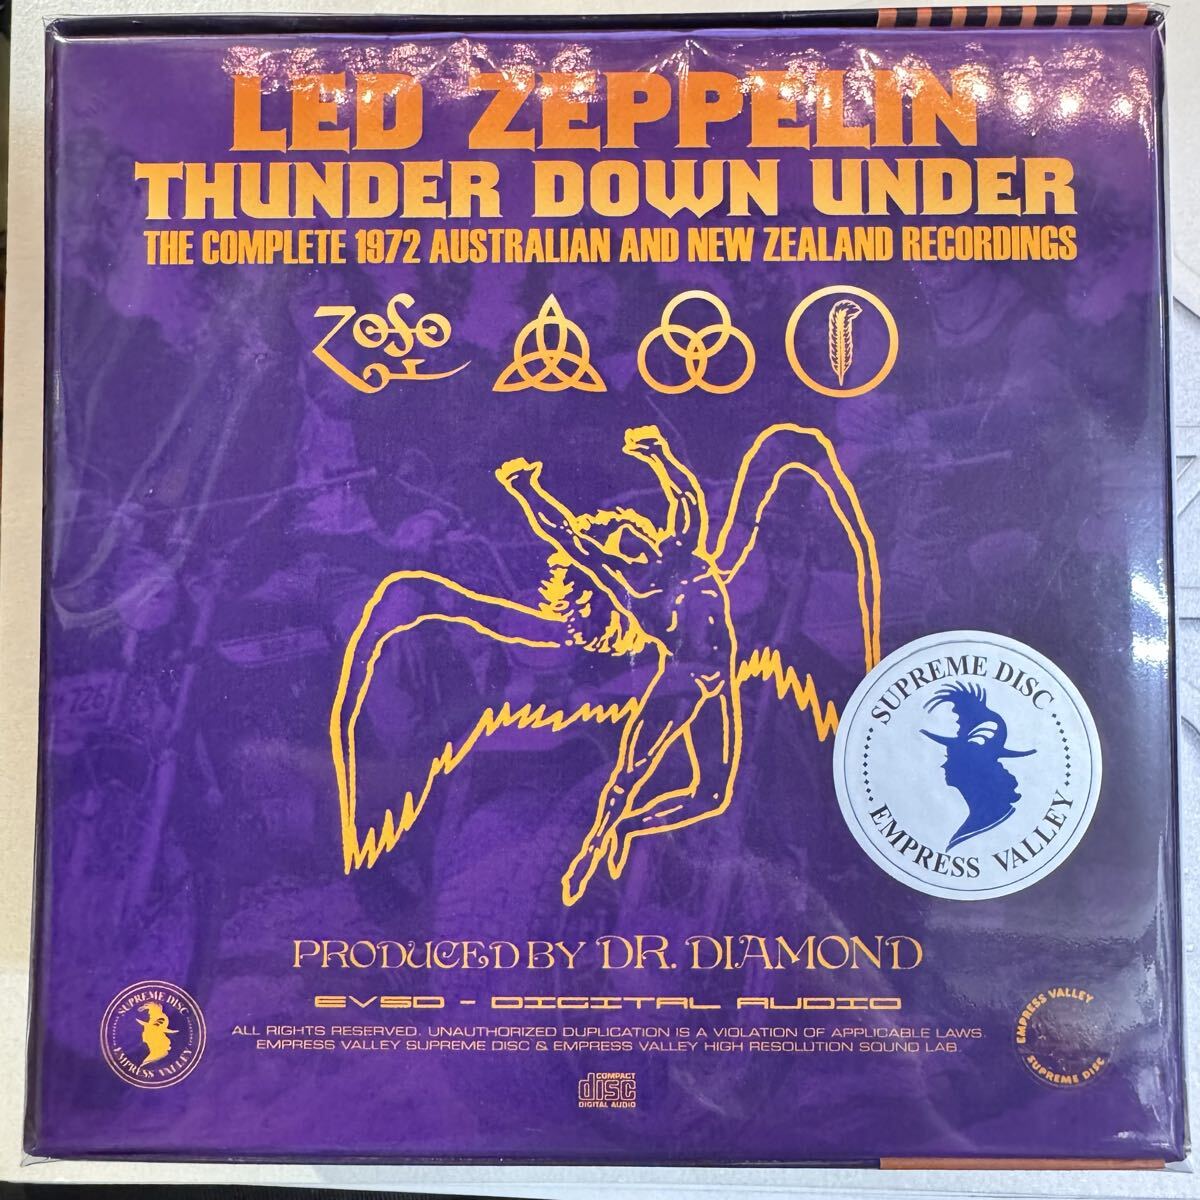 LED ZEPPELIN
THUNDER DOWN UNDER
THE COMPLETE 1972 AUSTRALIAN AND NEW ZEALAND RECORDINGS
ZoSo
SUPREME DISC
EMPRESS VALLEY
PRODUCED BY DR. DIAMOND
EVSD - DIGITAL AUDIO
ALL RIGHTS RESERVED. UNAUTHORIZED DUPLICATION IS A VIOLATION OF APPLICABLE LAWS.
EMPRESS VALLEY SUPREME DISC & EMPRESS VALLEY HIGH RESOLUTION SOUND LAB.
SUPREME DISC
EMPRESS VALLEY
EMPRESS VALLEY
SUPREME DISC
COMPACT
disc
DIGITAL AUDIO